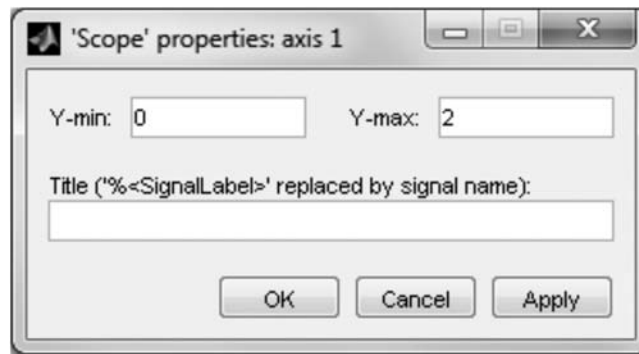 'Scope' properties: axis 1
Y-min: 0 Y-max: 2
Title ('%<SignalLabel>' replaced by signal name):
OK Cancel Apply